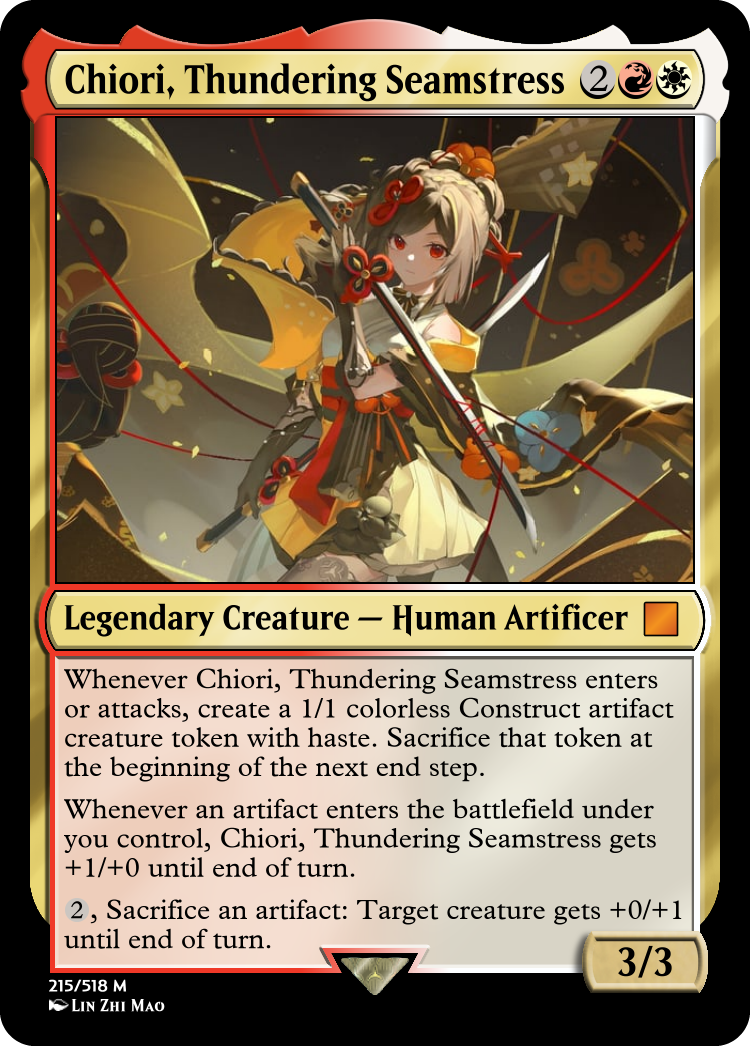 Chiori, Thundering Seamstress 2
Legendary Creature — Human Artificer
Whenever Chiori, Thundering Seamstress enters
or attacks, create a 1/1 colorless Construct artifact
creature token with haste. Sacrifice that token at
the beginning of the next end step.
Whenever an artifact enters the battlefield under
you control, Chiori, Thundering Seamstress gets
+1/+0 until end of turn.
2, Sacrifice an artifact: Target creature gets +0/+1
until end of turn.
3/3
215/518 M
Lin Zhi Mao